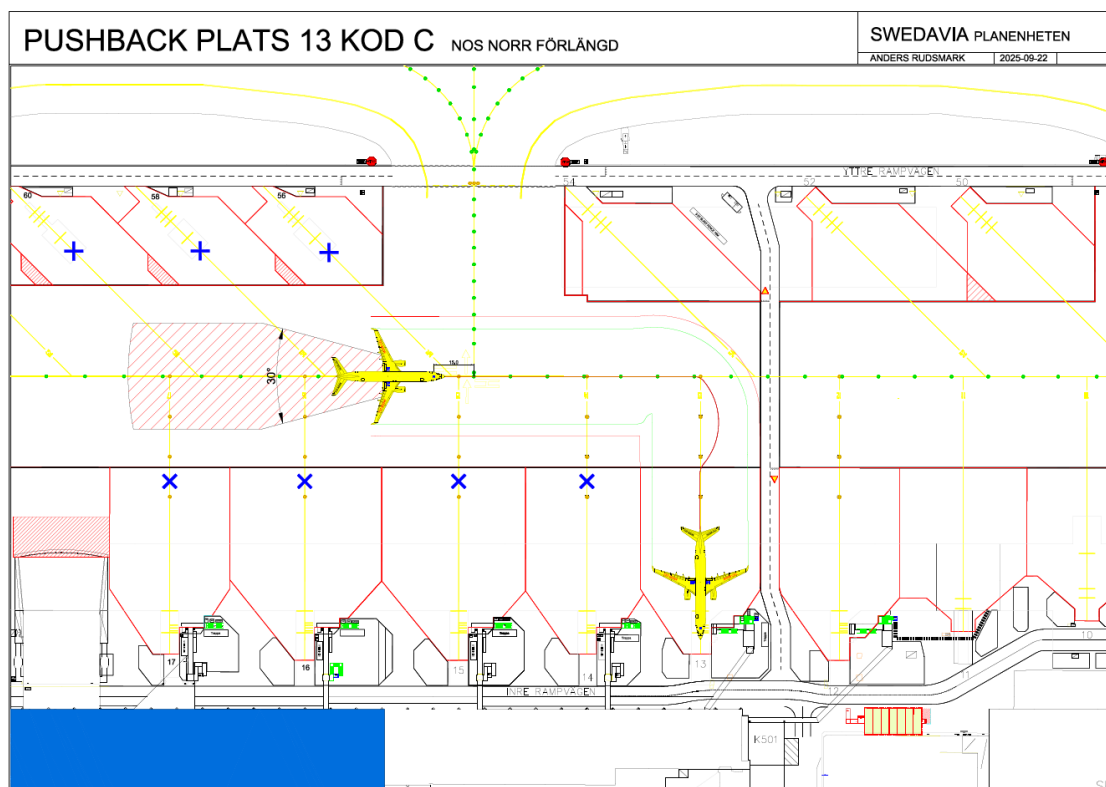 PUSHBACK PLATS 13 KOD C NOS NORR FÖRLÄNGD
SWEDAVIA PLANENHETEN
ANDERS RUDSMARK 2025-09-22
54
YTTRE RAMPVÄGEN
60
58
56
52
50
15,0
30°
17
16
15
14
13
12
11
10
INRE RAMPVÄGEN
K501